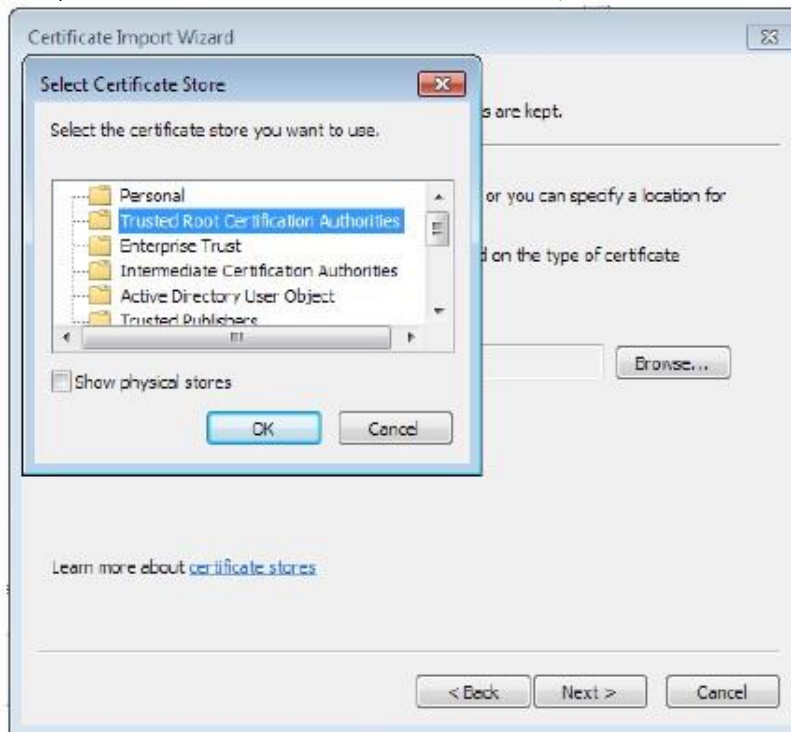 Certificate Import Wizard
Select Certificate Store
Select the certificate store you want to use.
s are kept.
Personal
Trusted Root Certification Authorities
Enterprise Trust
Intermediate Certification Authorities
Active Directory User Object
Trusted Publishers
or you can specify a location for
d on the type of certificate
Browse...
Show physical stores
OK
Cancel
Learn more about certificate stores
< Back
Next >
Cancel